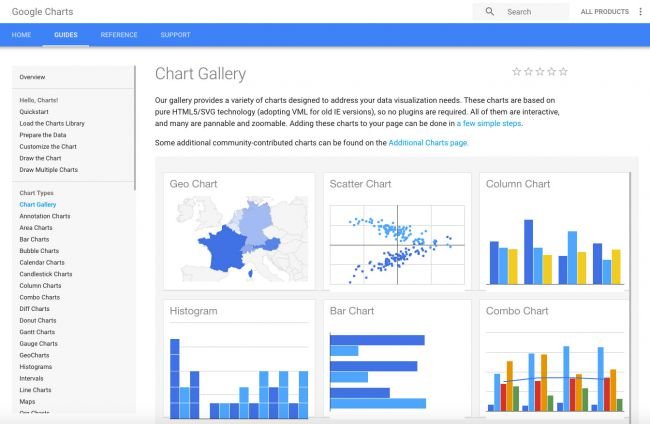 Google Charts
Search
ALL PRODUCTS
HOME
GUIDES
REFERENCE
SUPPORT
Overview
Hello, Charts!
Quickstart
Load the Charts Library
Prepare the Data
Customize the Chart
Draw the Chart
Draw Multiple Charts
Chart Types
Chart Gallery
Annotation Charts
Area Charts
Bar Charts
Bubble Charts
Calendar Charts
Candlestick Charts
Column Charts
Combo Charts
Diff Charts
Donut Charts
Gantt Charts
Gauge Charts
GeoCharts
Histograms
Intervals
Line Charts
Maps
Chart Gallery
Our gallery provides a variety of charts designed to address your data visualization needs. These charts are based on
pure HTML5/SVG technology (adopting VML for old IE versions), so no plugins are required. All of them are interactive,
and many are pannable and zoomable. Adding these charts to your page can be done in a few simple steps.
Some additional community-contributed charts can be found on the Additional Charts page.
Geo Chart
Scatter Chart
Column Chart
Histogram
Bar Chart
Combo Chart